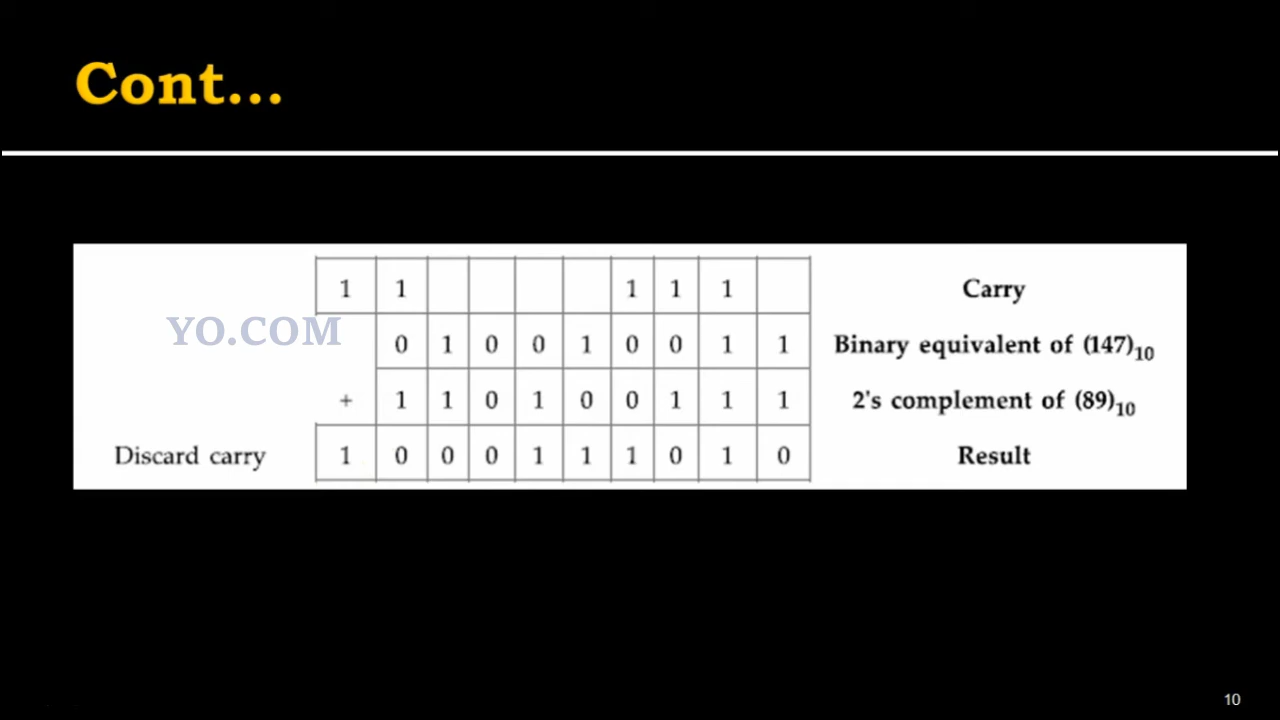 Cont...
1 1 1 1 1 Carry
YO.COM
0 1 0 0 1 0 0 1 1 Binary equivalent of (147)10
+ 1 1 0 1 0 0 1 1 1 2's complement of (89)10
Discard carry 1 0 0 0 1 1 1 0 1 0 Result
10